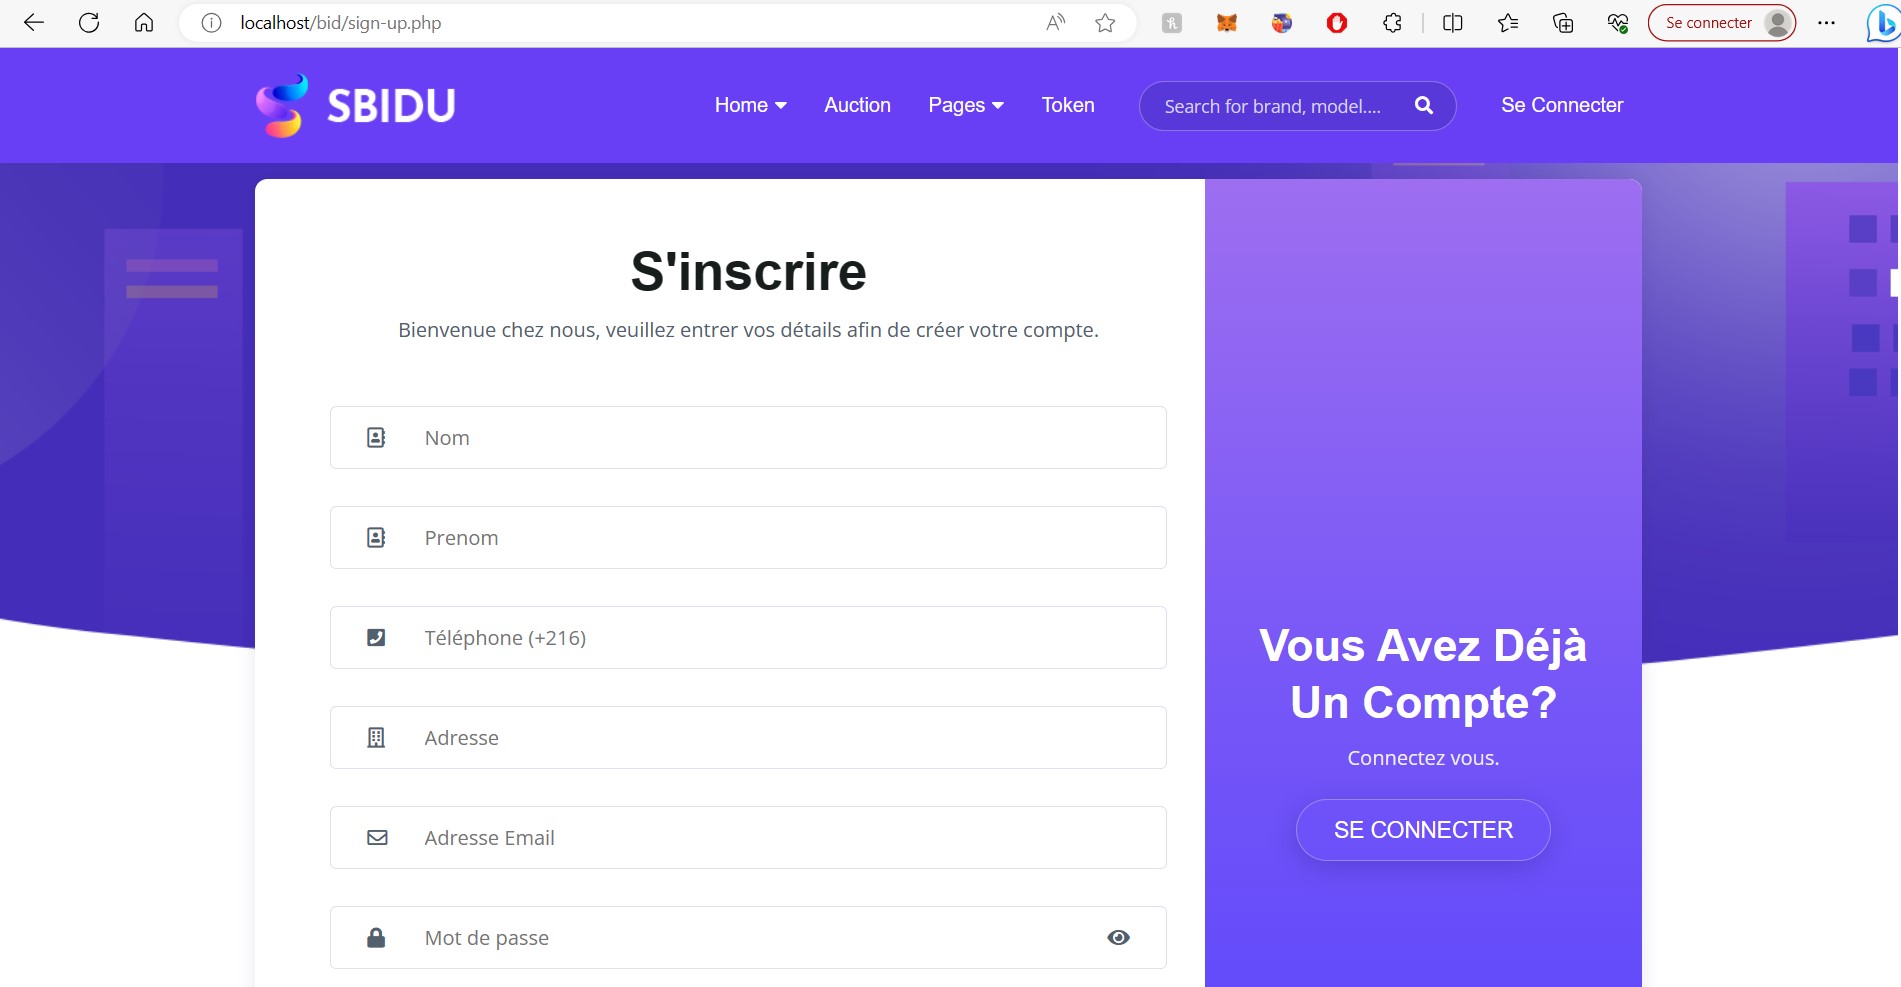 localhost/bid/sign-up.php
Se connecter
SBIDU
Home
Auction
Pages
Token
Search for brand, model....
Se Connecter
S'inscrire
Bienvenue chez nous, veuillez entrer vos détails afin de créer votre compte.
Nom
Prenom
Téléphone (+216)
Adresse
Adresse Email
Mot de passe
Vous Avez Déjà
Un Compte?
Connectez vous.
SE CONNECTER